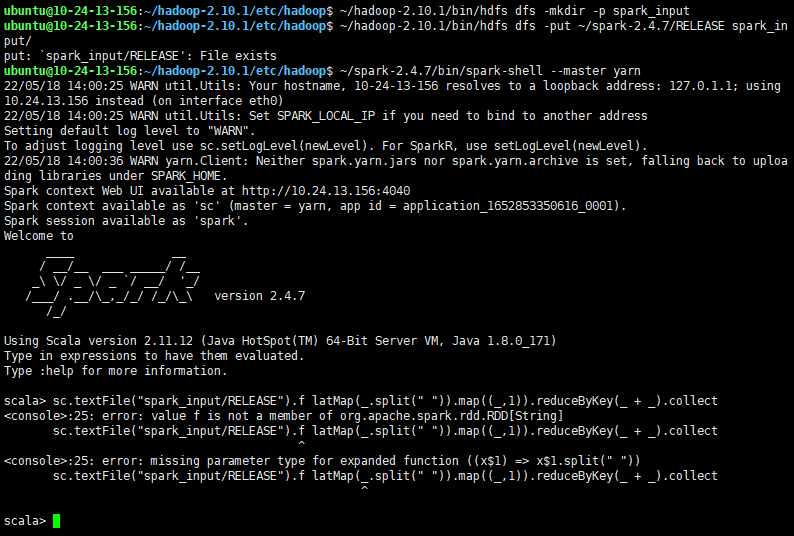 ubuntu@10-24-13-156:~/hadoop-2.10.1/etc/hadoop$ ~/hadoop-2.10.1/bin/hdfs dfs -mkdir -p spark_input
ubuntu@10-24-13-156:~/hadoop-2.10.1/etc/hadoop$ ~/hadoop-2.10.1/bin/hdfs dfs -put ~/spark-2.4.7/RELEASE spark_in
put/
put: `spark_input/RELEASE': File exists
ubuntu@10-24-13-156:~/hadoop-2.10.1/etc/hadoop$ ~/spark-2.4.7/bin/spark-shell --master yarn
22/05/18 14:00:25 WARN util.Utils: Your hostname, 10-24-13-156 resolves to a loopback address: 127.0.1.1; using
10.24.13.156 instead (on interface eth0)
22/05/18 14:00:25 WARN util.Utils: Set SPARK_LOCAL_IP if you need to bind to another address
Setting default log level to "WARN".
To adjust logging level use sc.setLogLevel(newLevel). For SparkR, use setLogLevel(newLevel).
22/05/18 14:00:36 WARN yarn.Client: Neither spark.yarn.jars nor spark.yarn.archive is set, falling back to uploa
ding libraries under SPARK_HOME.
Spark context Web UI available at http://10.24.13.156:4040
Spark context available as 'sc' (master = yarn, app id = application_1652853350616_0001).
Spark session available as 'spark'.
Welcome to
      ____              __
     / __/__  ___ _____/ /__
    _\ \/ _ \/ _ `/ __/  '_/
   /___/ .__/\_,_/_/ /_/\_\   version 2.4.7
      /_/
Using Scala version 2.11.12 (Java HotSpot(TM) 64-Bit Server VM, Java 1.8.0_171)
Type in expressions to have them evaluated.
Type :help for more information.
scala> sc.textFile("spark_input/RELEASE").f latMap(_.split(" ")).map((_,1)).reduceByKey(_ + _).collect
<console>:25: error: value f is not a member of org.apache.spark.rdd.RDD[String]
       sc.textFile("spark_input/RELEASE").f latMap(_.split(" ")).map((_,1)).reduceByKey(_ + _).collect
                                          ^
<console>:25: error: missing parameter type for expanded function ((x$1) => x$1.split(" "))
       sc.textFile("spark_input/RELEASE").f latMap(_.split(" ")).map((_,1)).reduceByKey(_ + _).collect
                                                   ^
scala>